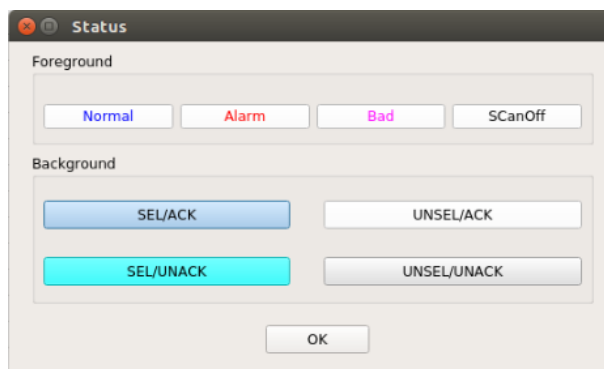 Status
Foreground
Normal Alarm Bad SCanOff
Background
SEL/ACK UNSEL/ACK
SEL/UNACK UNSEL/UNACK
OK